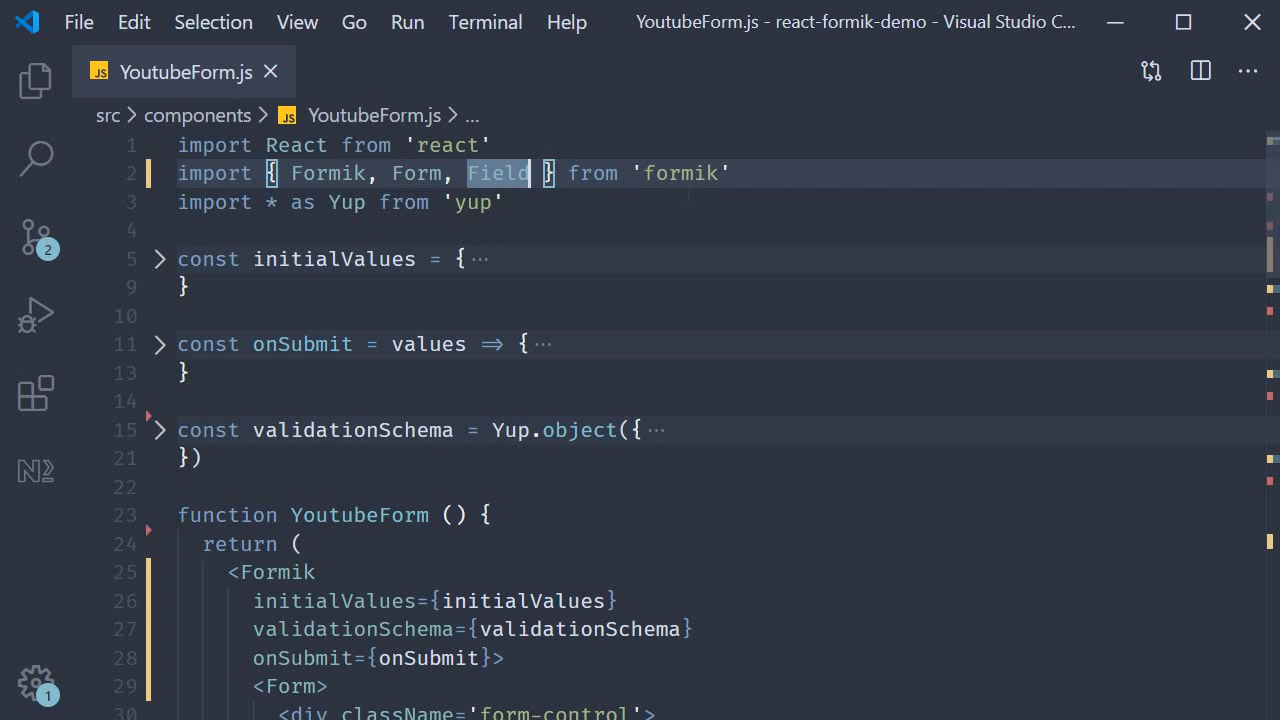 File Edit Selection View Go Run Terminal Help YoutubeForm.js - react-formik-demo - Visual Studio C...
JS YoutubeForm.js
src > components > JS YoutubeForm.js > ...
1 import React from 'react'
2 import { Formik, Form, Field } from 'formik'
3 import * as Yup from 'yup'
4
5 const initialValues = {···
9 }
10
11 const onSubmit = values ⇒ {···
13 }
14
15 const validationSchema = Yup.object({···
21 })
22
23 function YoutubeForm () {
24 return (
25 <Formik
26 initialValues={initialValues}
27 validationSchema={validationSchema}
28 onSubmit={onSubmit}>
29 <Form>
30 <div className='form-control'>
2
1